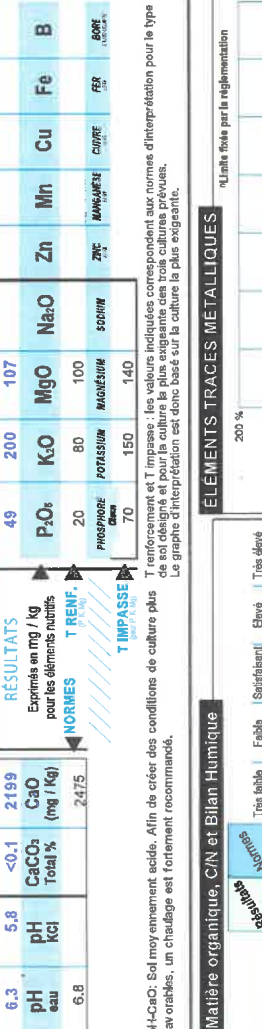 6.3 5.8 <0.1 2199
pH eau pH KCl CaCO₃ Total % CaO (mg / Kg)
6.8 2475
RÉSULTATS 49 200 107
Exprimés en mg / kg
pour les éléments nutritifs
P₂O₅ K₂O MgO Na₂O Zn Mn Cu Fe B
NORMES T RENF. 20 80 100
(P K Mg)
PHOSPHORE POTASSIUM MAGNÉSIUM SODIUM ZINC MANGANÈSE CUIVRE FER BORE
T IMPASSE 70 150 140
(pour P K Mg)
pH-CaO: Sol moyennement acide. Afin de créer des conditions de culture plus
favorables, un chaulage est fortement recommandé.
T renforcement et T impasse : les valeurs indiquées correspondent aux normes d'interprétation pour le type
de sol désigné et pour la culture la plus exigeante des trois cultures prévues.
Le graphe d'interprétation est donc basé sur la culture la plus exigeante.
Matière organique, C/N et Bilan Humique
Résultats Normes Très faible Faible Satisfaisant Elevé Très élevé
ELÉMENTS TRACES MÉTALLIQUES
200 %
Limite fixée par la réglementation